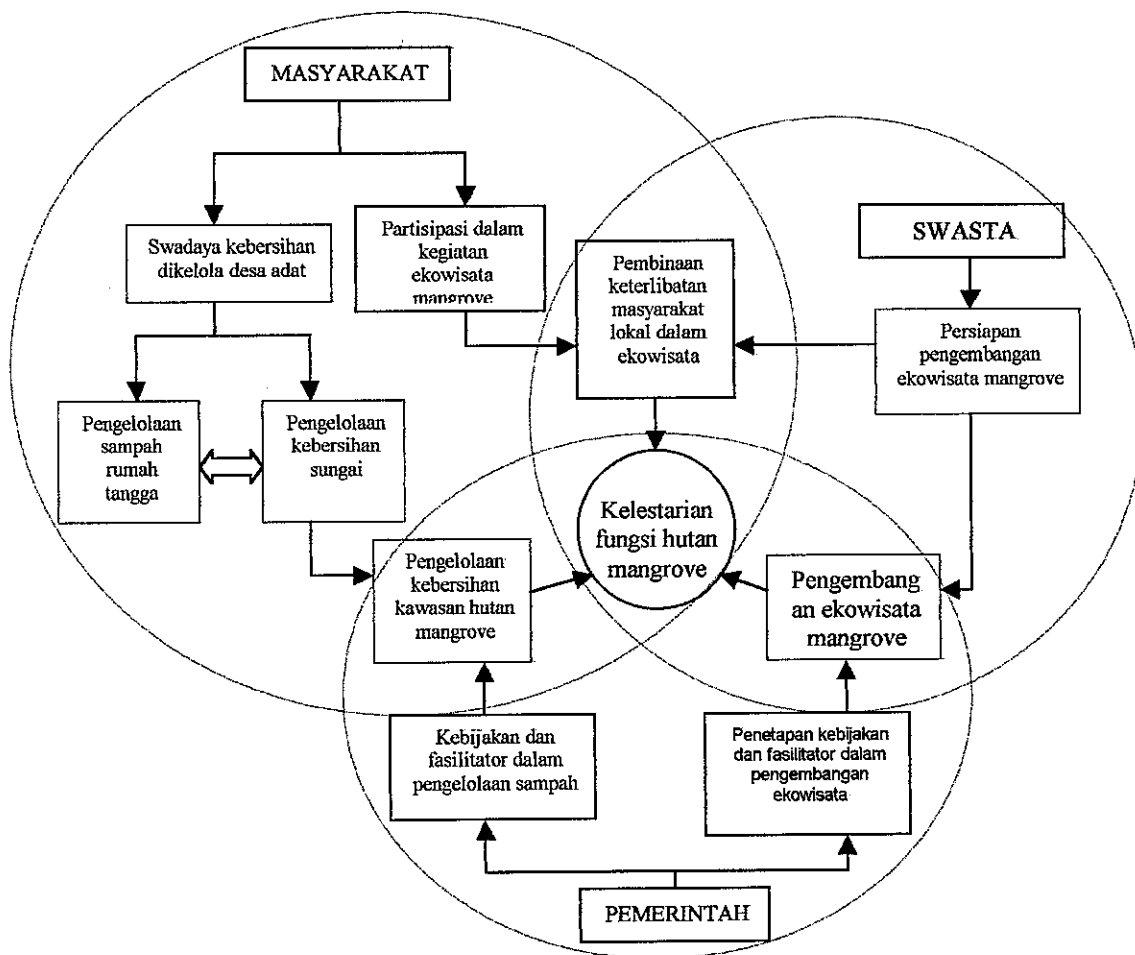 MASYARAKAT
SWASTA
Swadaya kebersihan
dikelola desa adat
Partisipasi dalam
kegiatan
ekowisata
mangrove
Pembinaan
keterlibatan
masyarakat
lokal dalam
ekowisata
Persiapan
pengembangan
ekowisata mangrove
Pengelolaan
sampah
rumah
tangga
Pengelolaan
kebersihan
sungai
Kelestarian
fungsi hutan
mangrove
Pengelolaan
kebersihan
kawasan hutan
mangrove
Pengembang
an ekowisata
mangrove
Kebijakan dan
fasilitator dalam
pengelolaan sampah
Penetapan kebijakan
dan fasilitator dalam
pengembangan
ekowisata
PEMERINTAH